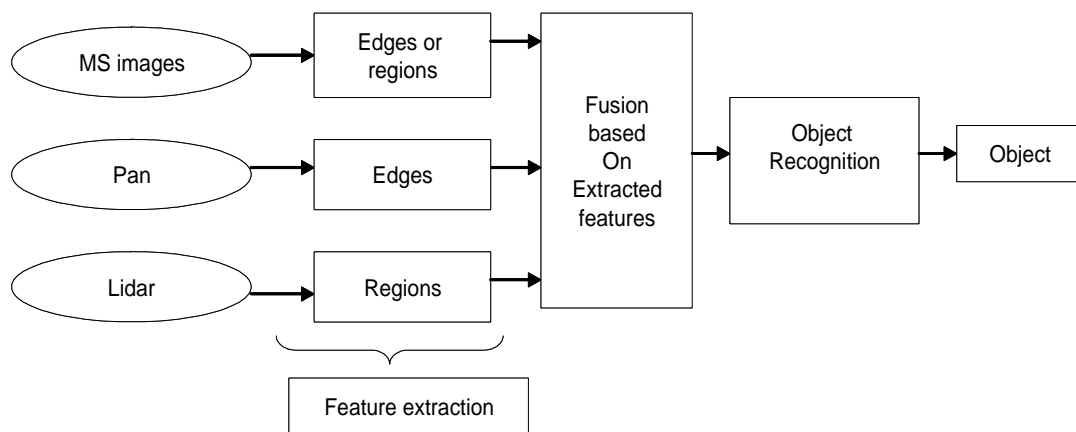 MS images
Edges or
regions
Pan
Edges
Lidar
Regions
Feature extraction
Fusion
based
On
Extracted
features
Object
Recognition
Object